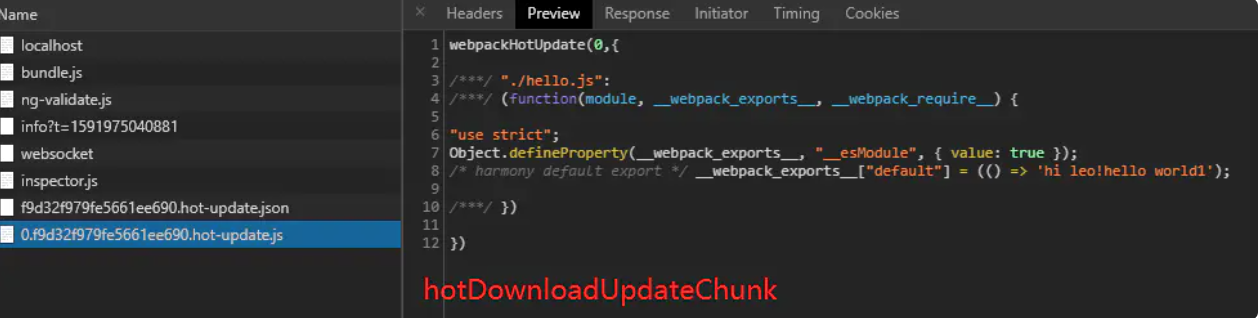 Name
localhost
bundle.js
ng-validate.js
info?t=1591975040881
websocket
inspector.js
f9d32f979fe5661ee690.hot-update.json
0.f9d32f979fe5661ee690.hot-update.js
× Headers Preview Response Initiator Timing Cookies
1 webpackHotUpdate(0,{
2
3 /***/ "./hello.js":
4 /***/ (function(module, __webpack_exports__, __webpack_require__) {
5
6 "use strict";
7 Object.defineProperty(__webpack_exports__, "__esModule", { value: true });
8 /* harmony default export */ __webpack_exports__["default"] = (() => 'hi leo!hello world1');
9
10 /***/ })
11
12 })
hotDownloadUpdateChunk